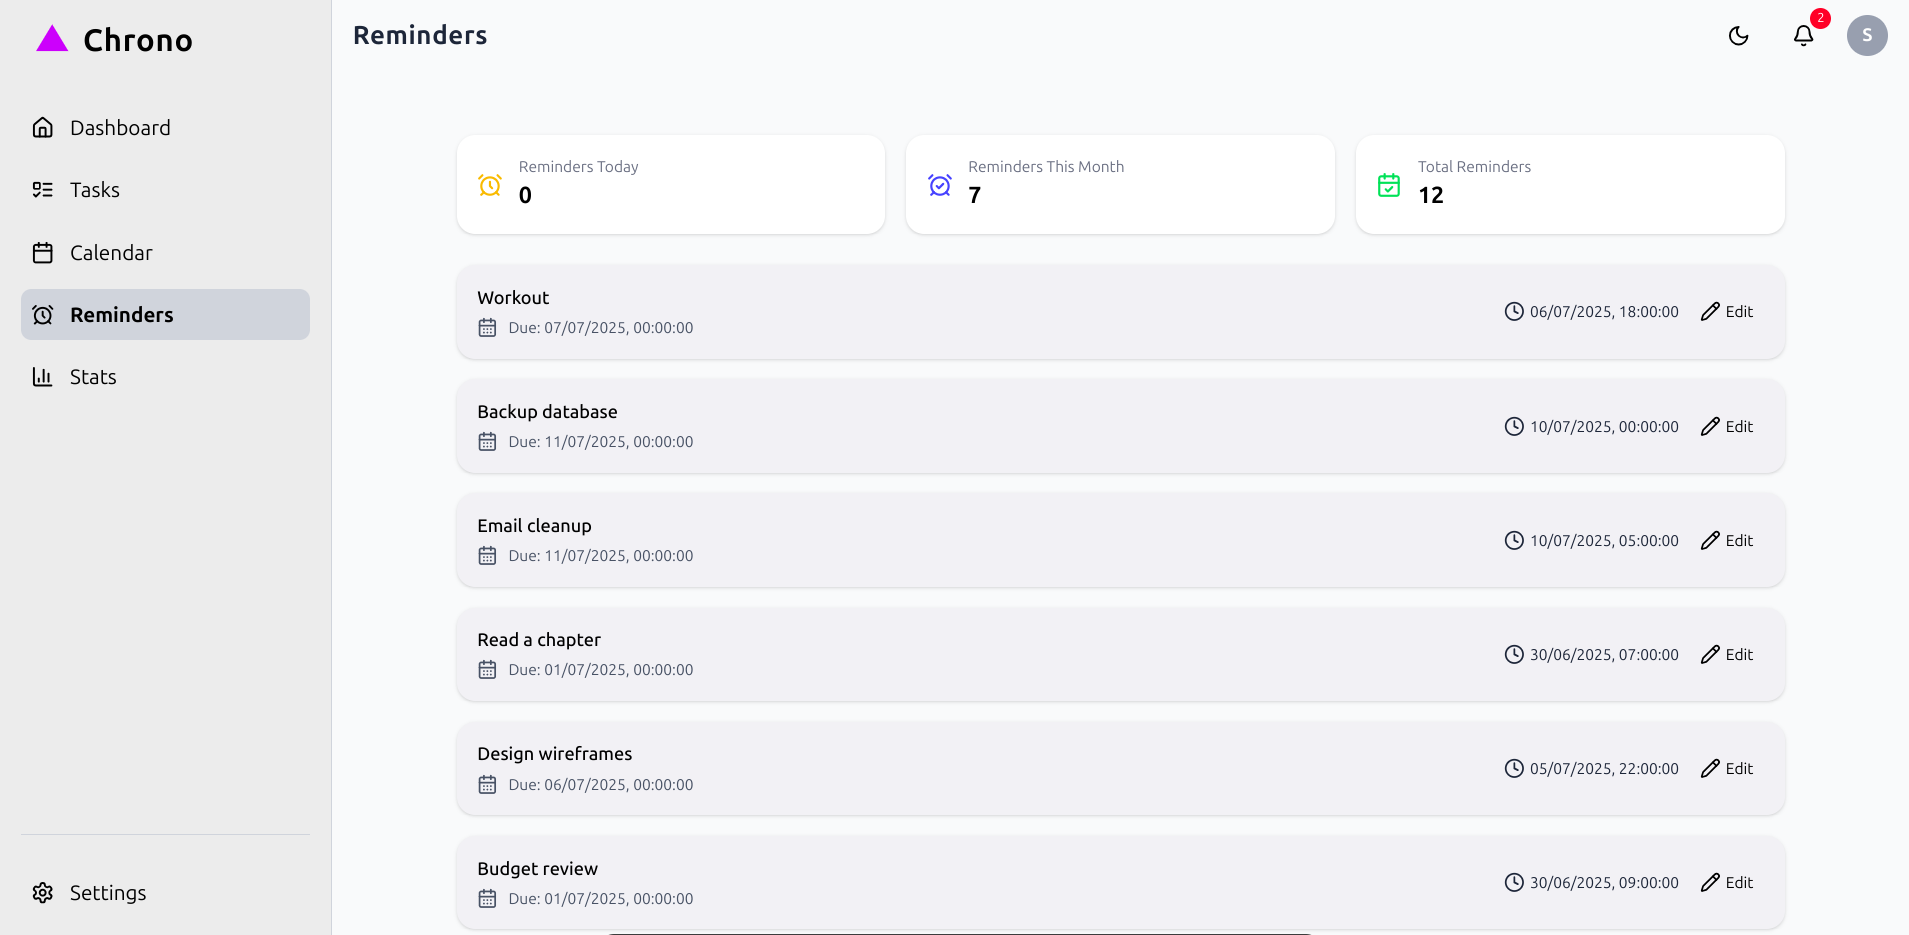 Chrono
Dashboard
Tasks
Calendar
Reminders
Stats
Settings
Reminders
2
S
Reminders Today
0
Reminders This Month
7
Total Reminders
12
Workout
Due: 07/07/2025, 00:00:00
06/07/2025, 18:00:00
Edit
Backup database
Due: 11/07/2025, 00:00:00
10/07/2025, 00:00:00
Edit
Email cleanup
Due: 11/07/2025, 00:00:00
10/07/2025, 05:00:00
Edit
Read a chapter
Due: 01/07/2025, 00:00:00
30/06/2025, 07:00:00
Edit
Design wireframes
Due: 06/07/2025, 00:00:00
05/07/2025, 22:00:00
Edit
Budget review
Due: 01/07/2025, 00:00:00
30/06/2025, 09:00:00
Edit